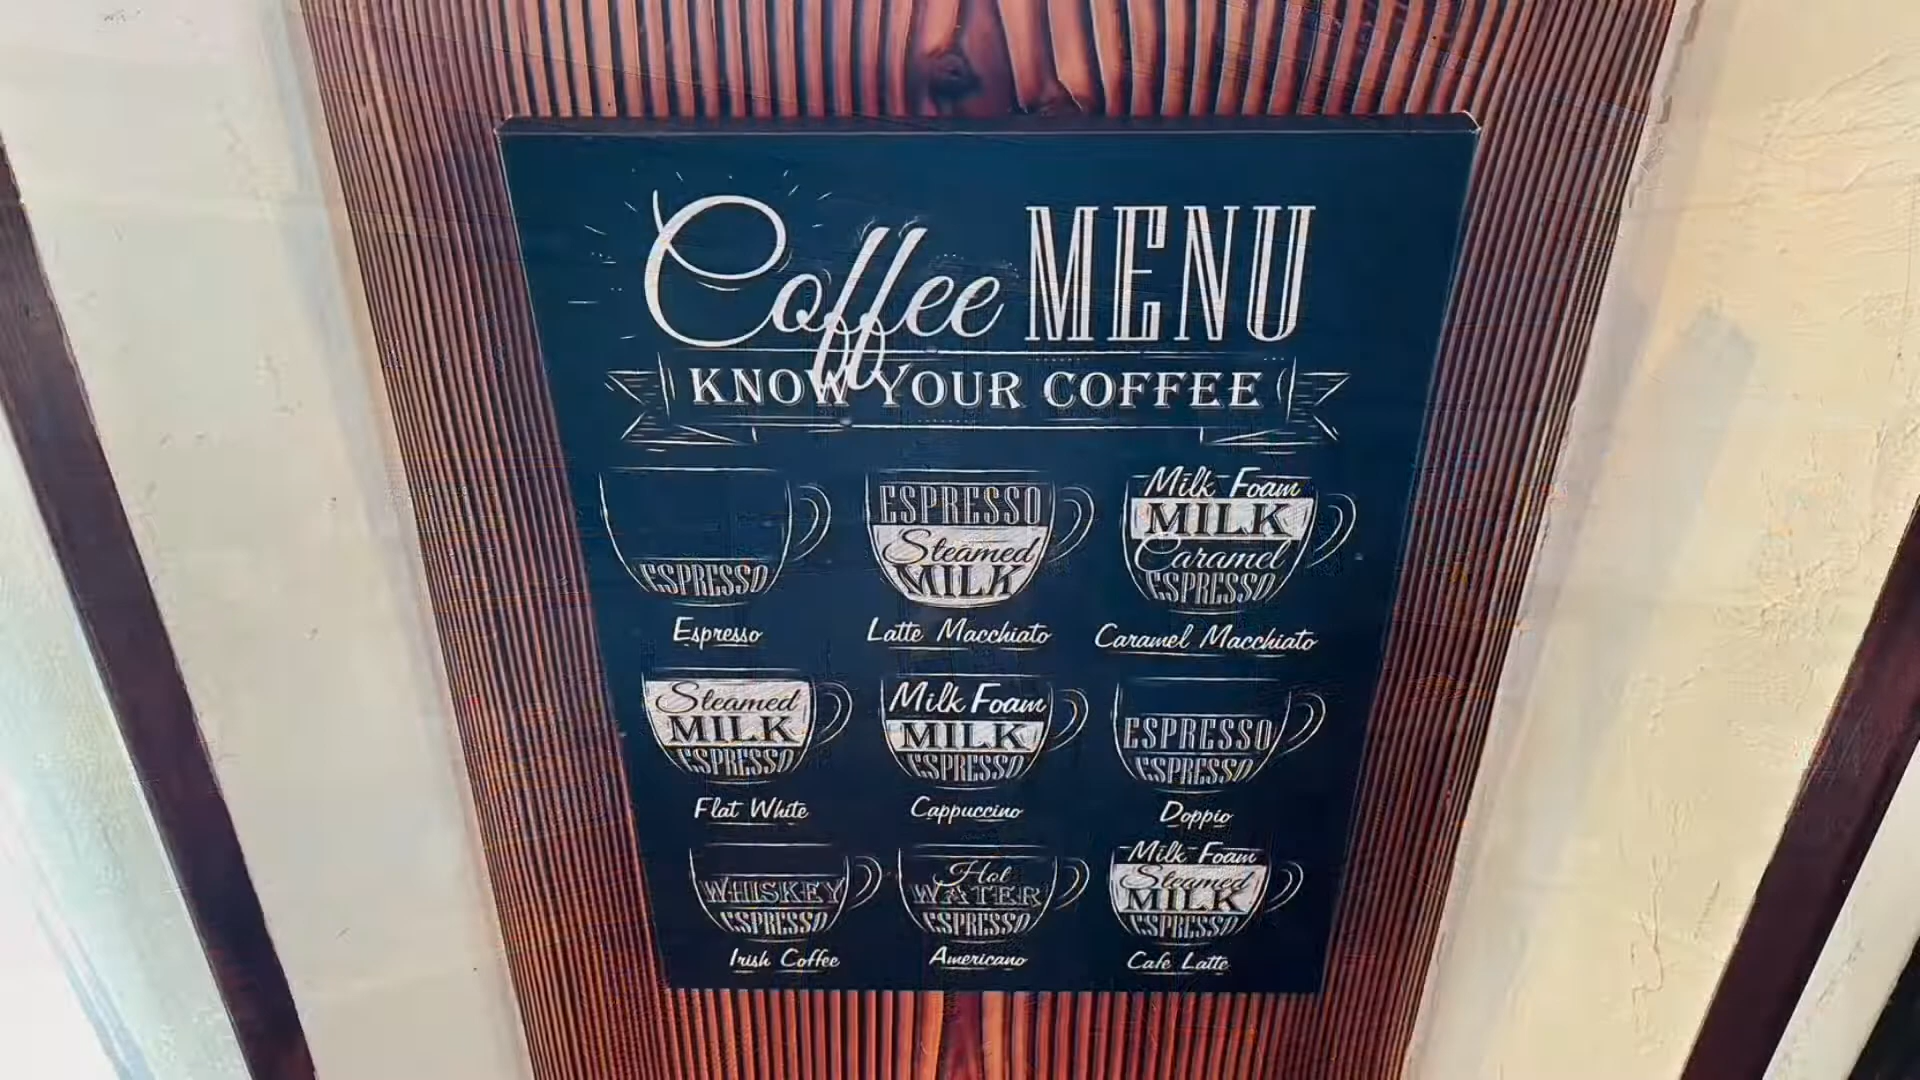 Coffee MENU
KNOW YOUR COFFEE
ESPRESSO
Espresso
ESPRESSO
Steamed
MILK
Latte Macchiato
Milk Foam
MILK
Caramel
ESPRESSO
Caramel Macchiato
Steamed
MILK
ESPRESSO
Flat White
Milk Foam
MILK
ESPRESSO
Cappuccino
ESPRESSO
ESPRESSO
Doppio
WHISKEY
ESPRESSO
Irish Coffee
Hot
WATER
ESPRESSO
Americano
Milk Foam
Steamed
MILK
ESPRESSO
Cafe Latte